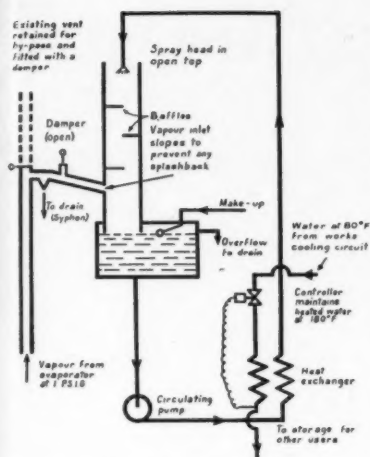 Existing vent
retained for
by-pass and
fitted with a
damper
Spray head in
open top
Damper
(open)
Baffles
Vapour inlet
slopes to
prevent any
splashback
To drain
(Syphon)
Make-up
Overflow
to drain
Water at 80°F
from works
cooling circuit
Controller
maintains
heated water
at 180°F
Vapour from
evaporator
at 1 P.S.I.G
Circulating
pump
Heat
exchanger
To storage for
other users